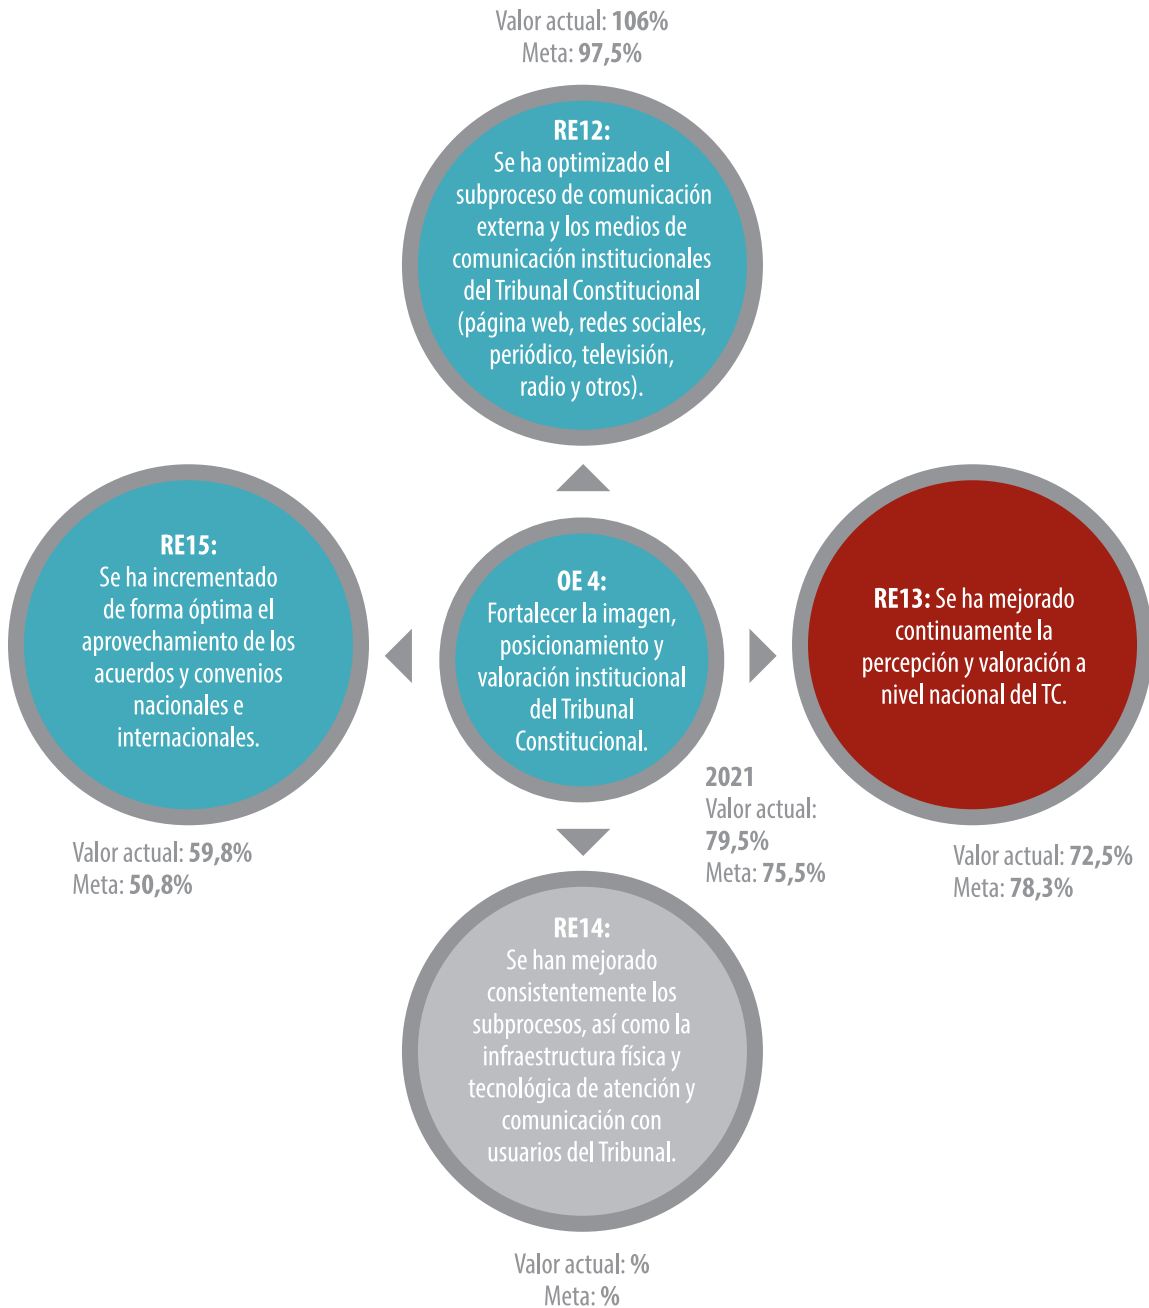 Valor actual: 106%
Meta: 97,5%
RE12:
Se ha optimizado el
subproceso de comunicación
externa y los medios de
comunicación institucionales
del Tribunal Constitucional
(página web, redes sociales,
periódico, televisión,
radio y otros).
RE15:
Se ha incrementado
de forma óptima el
aprovechamiento de los
acuerdos y convenios
nacionales e
internacionales.
Valor actual: 59,8%
Meta: 50,8%
OE 4:
Fortalecer la imagen,
posicionamiento y
valoración institucional
del Tribunal
Constitucional.
2021
Valor actual:
79,5%
Meta: 75,5%
RE13: Se ha mejorado
continuamente la
percepción y valoración a
nivel nacional del TC.
Valor actual: 72,5%
Meta: 78,3%
RE14:
Se han mejorado
consistentemente los
subprocesos, así como la
infraestructura física y
tecnológica de atención y
comunicación con
usuarios del Tribunal.
Valor actual: %
Meta: %